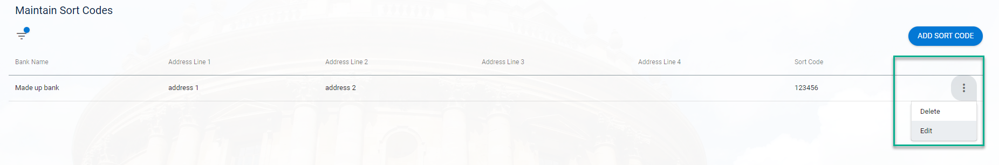 Maintain Sort Codes
ADD SORT CODE
Bank Name Address Line 1 Address Line 2 Address Line 3 Address Line 4 Sort Code
Made up bank address 1 address 2 123456
Delete
Edit